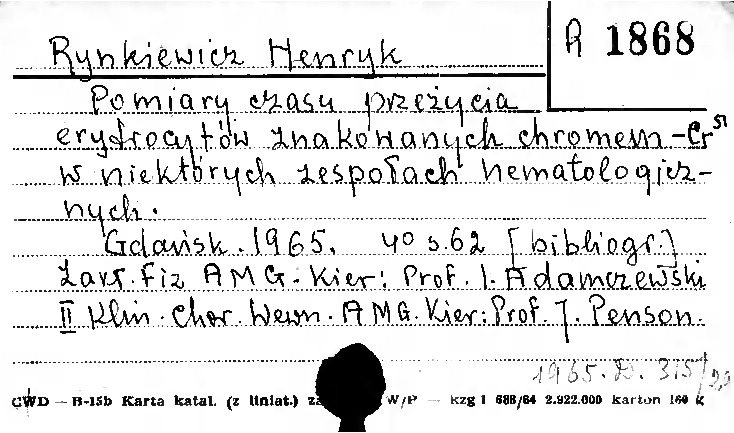 Rynkiewicz Henryk
R 1868
Pomiary czasu przeżycia
erytrocytów znakowanych chromem-Cr⁵¹
w niektórych zespołach hematologicz-
nych.
Gdańsk. 1965. 40 s. 62 [bibliogr.]
Zakł. Fiz AMG. Kier: Prof. I. Adamczewski
II Klin. Chor. Wewn. AMG. Kier: Prof. J. Penson.
1965. D. 315/
CWD — B-15b Karta katal. (z liniat.) W/P — kzg 1 688/64 2.922.000 karton 160 k